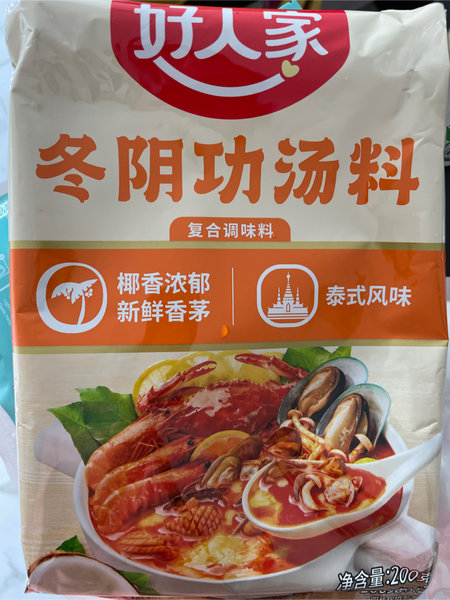 好人家
冬阴功汤料
复合调味料
椰香浓郁
新鲜香茅
泰式风味
净含量:200克